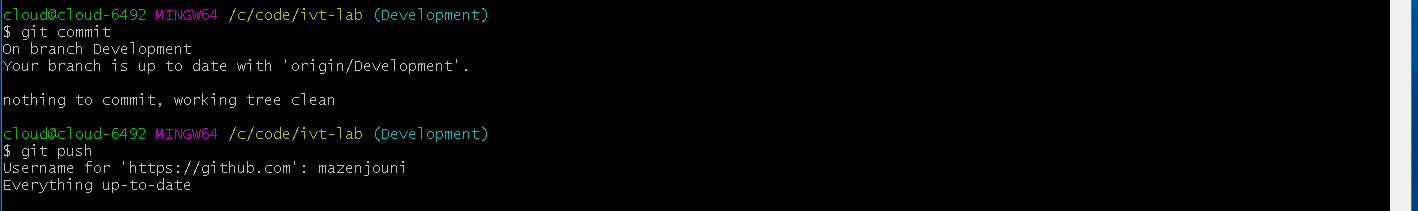 cloud@cloud-6492 MINGW64 /c/code/ivt-lab (Development)
$ git commit
On branch Development
Your branch is up to date with 'origin/Development'.
nothing to commit, working tree clean
cloud@cloud-6492 MINGW64 /c/code/ivt-lab (Development)
$ git push
Username for 'https://github.com': mazenjouni
Everything up-to-date